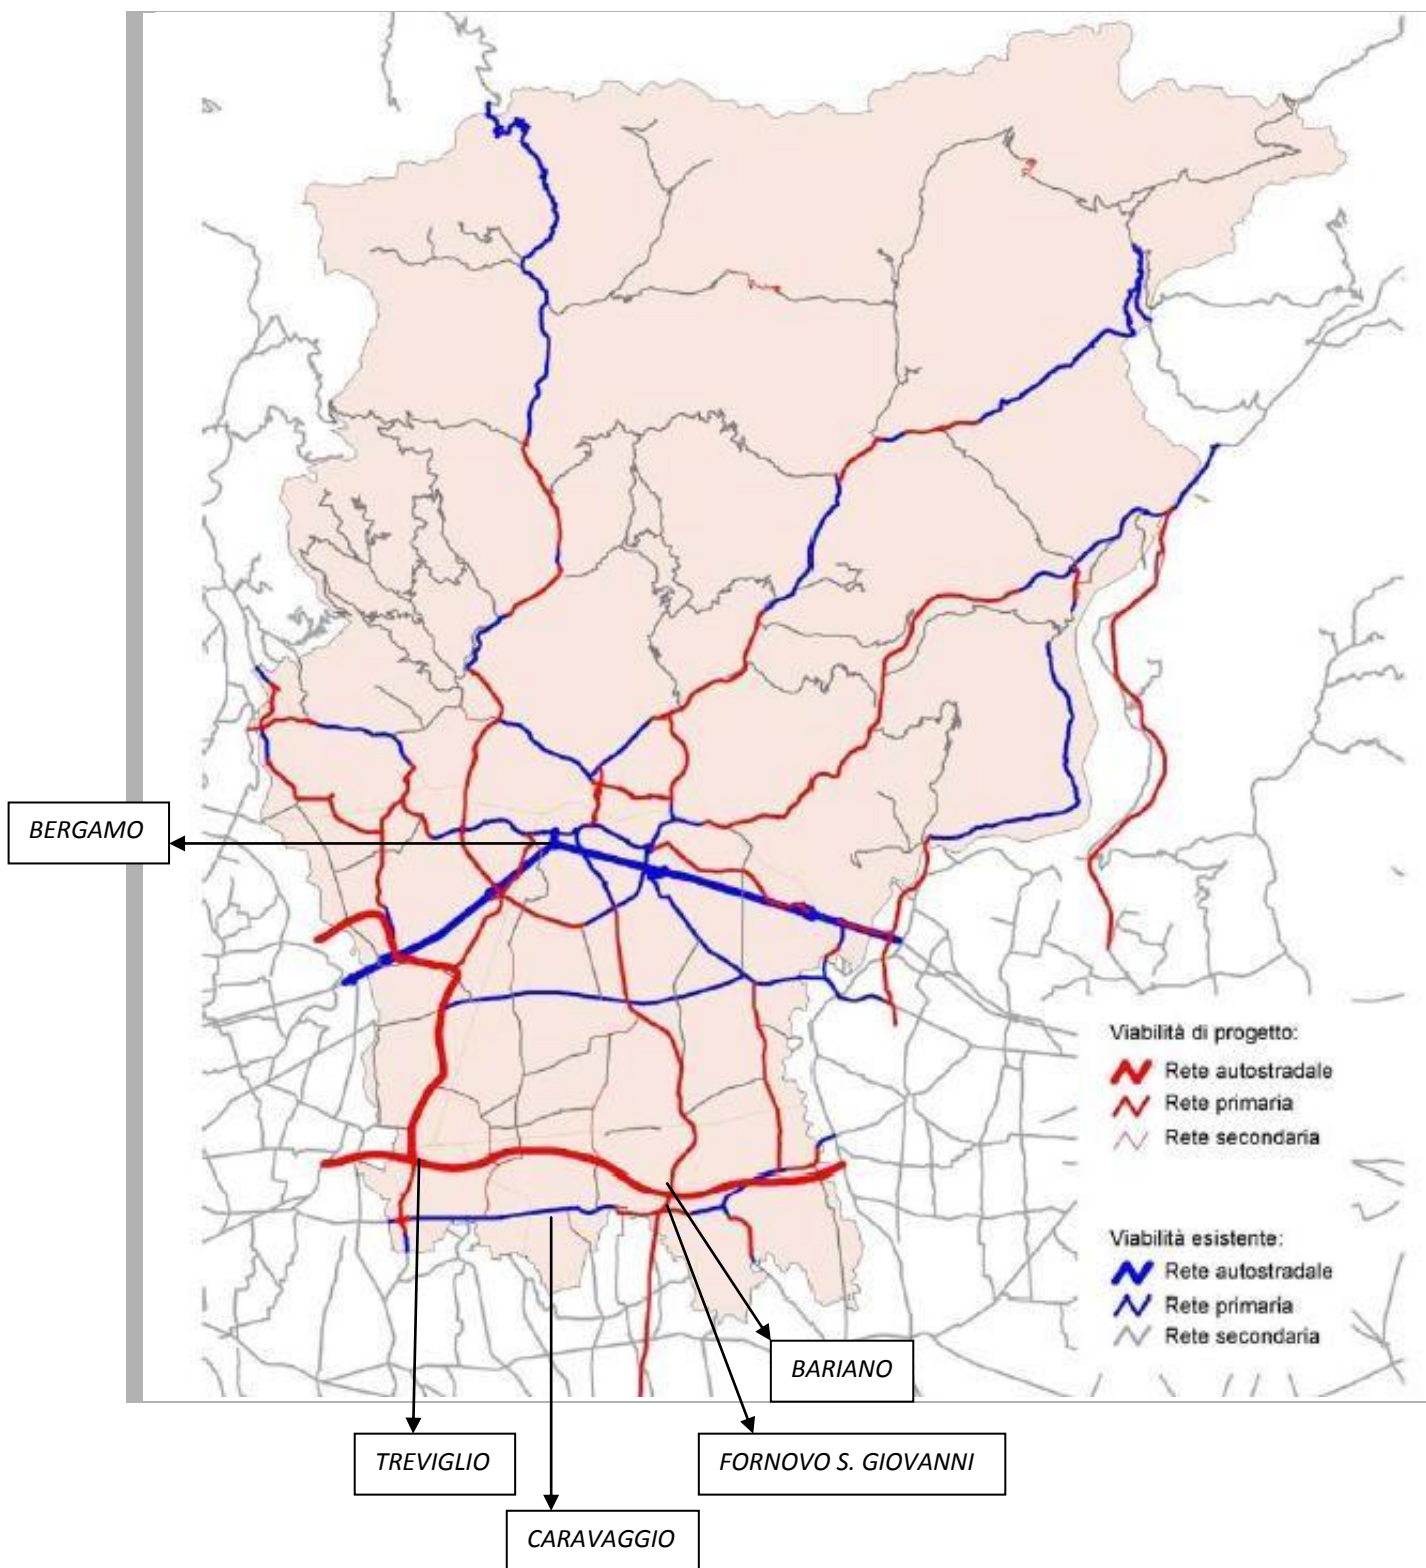 BERGAMO
Viabilità di progetto:
Rete autostradale
Rete primaria
Rete secondaria
Viabilità esistente:
Rete autostradale
Rete primaria
Rete secondaria
BARIANO
TREVIGLIO
FORNOVO S. GIOVANNI
CARAVAGGIO